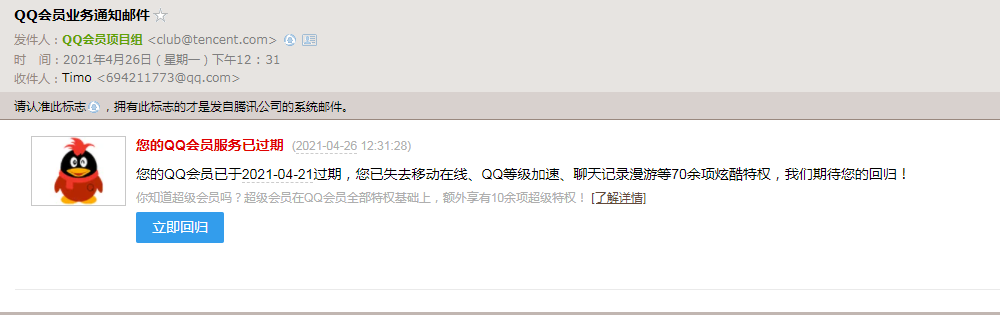 QQ会员业务通知邮件
发件人：QQ会员项目组 <club@tencent.com>
时　间：2021年4月26日 (星期一) 下午12：31
收件人：Timo <694211773@qq.com>
请认准此标志，拥有此标志的才是发自腾讯公司的系统邮件。
您的QQ会员服务已过期 (2021-04-26 12:31:28)
您的QQ会员已于2021-04-21过期，您已失去移动在线、QQ等级加速、聊天记录漫游等70余项炫酷特权，我们期待您的回归！
你知道超级会员吗？超级会员在QQ会员全部特权基础上，额外享有10余项超级特权！ [了解详情]
立即回归